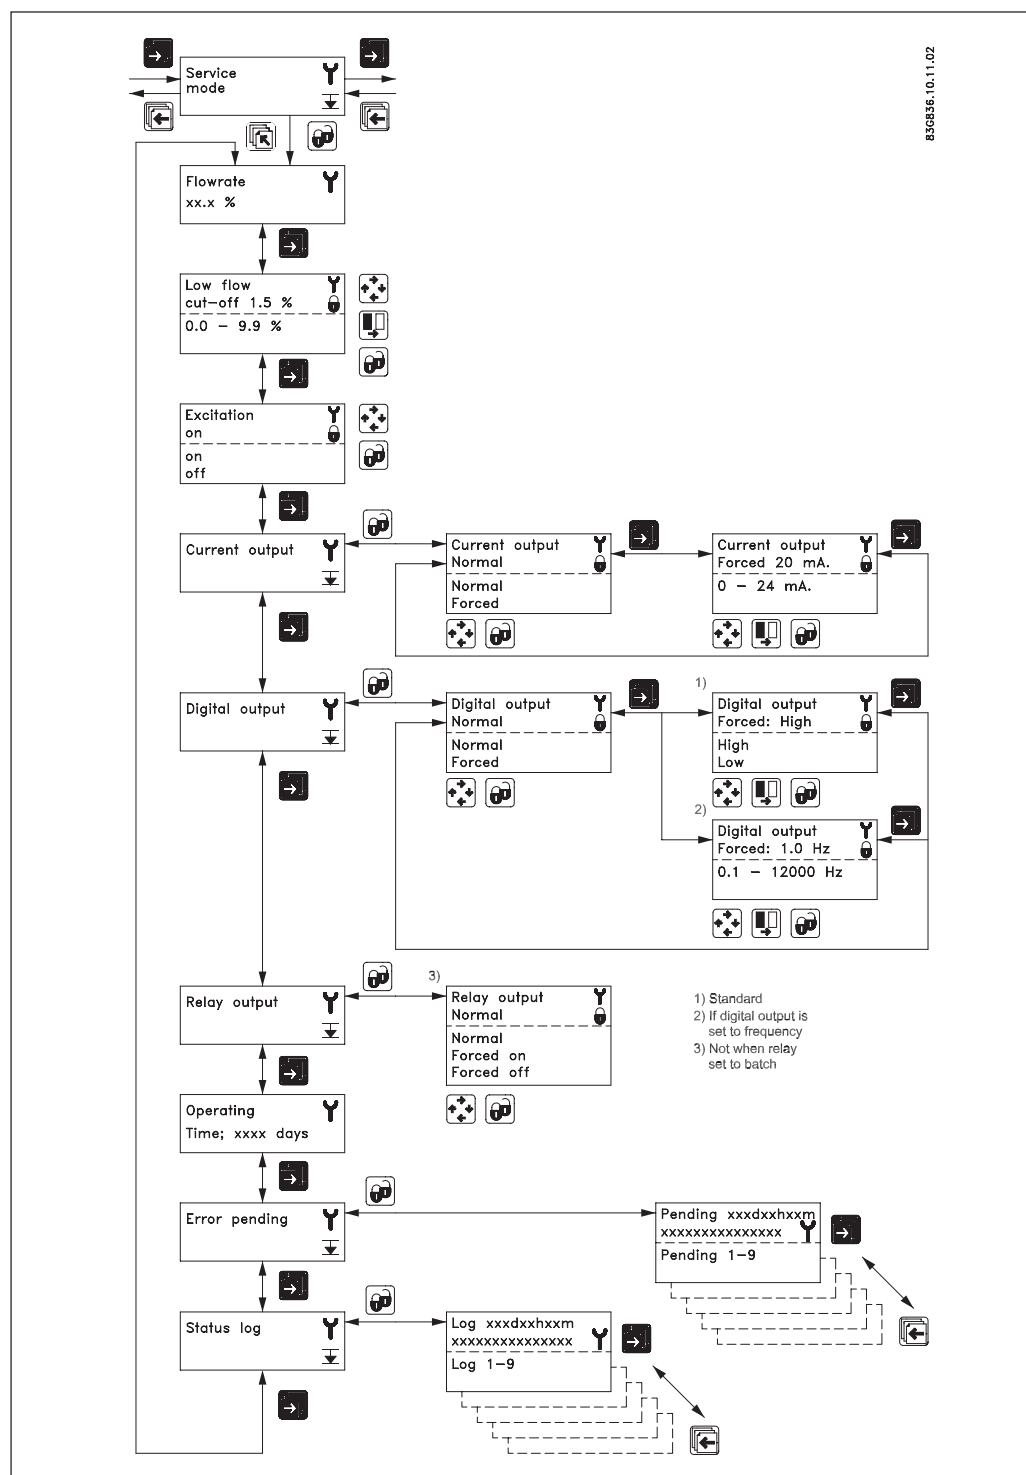 83G836.10.11.02
Service
mode
Flowrate
xx.x %
Low flow
cut-off 1.5 %
0.0 - 9.9 %
Excitation
on
on
off
Current output
Current output
Normal
Normal
Forced
Current output
Forced 20 mA.
0 - 24 mA.
Digital output
Digital output
Normal
Normal
Forced
1)
Digital output
Forced: High
High
Low
2)
Digital output
Forced: 1.0 Hz
0.1 - 12000 Hz
Relay output
3)
Relay output
Normal
Normal
Forced on
Forced off
1) Standard
2) If digital output is
set to frequency
3) Not when relay
set to batch
Operating
Time; xxxx days
Error pending
Pending xxxdxxhxxm
xxxxxxxxxxxxxxx
Pending 1-9
Status log
Log xxxdxxhxxm
xxxxxxxxxxxxxxx
Log 1-9